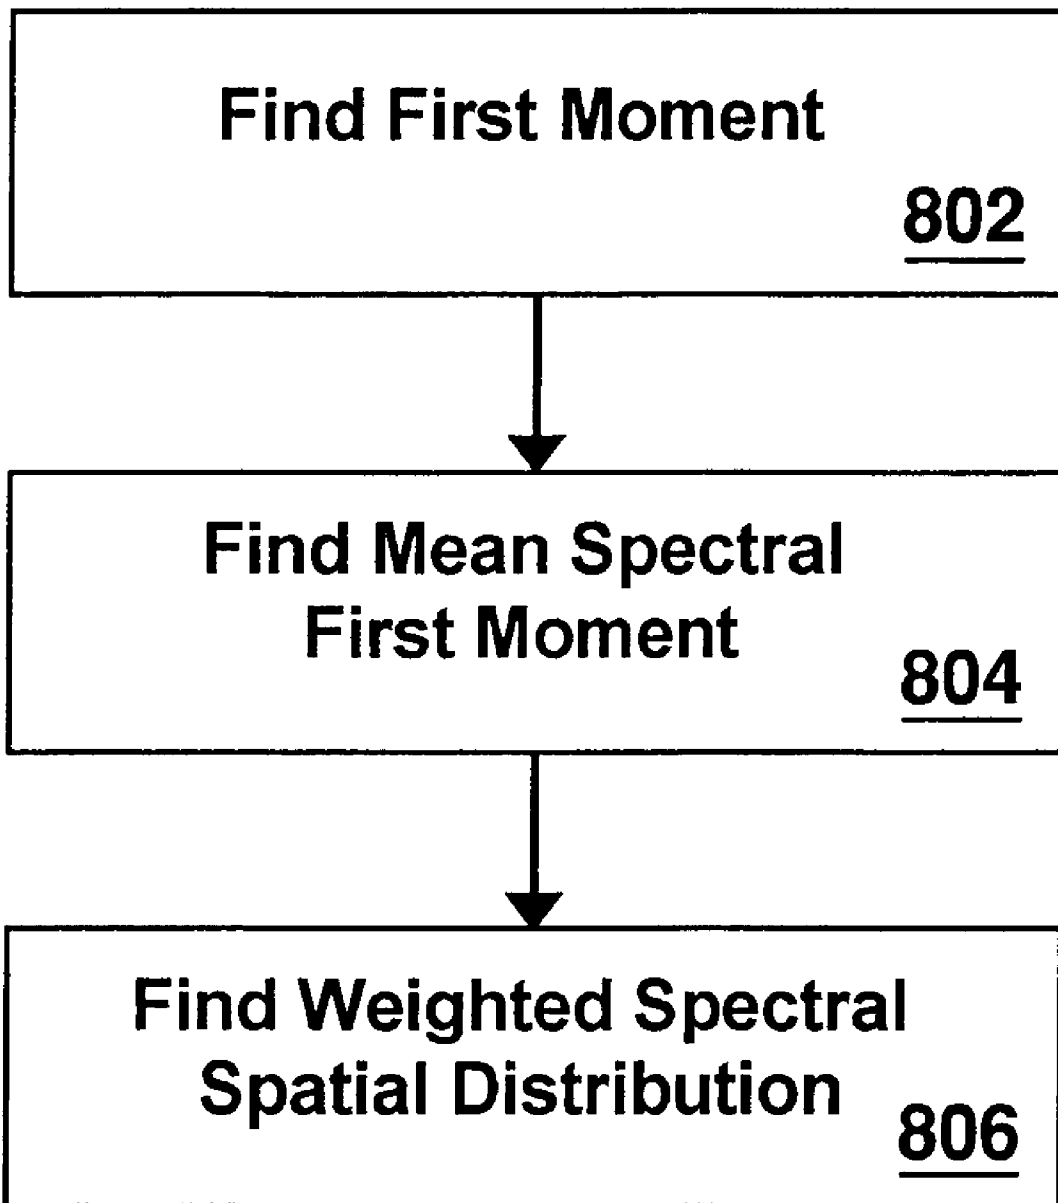 Find First Moment
802
Find Mean Spectral
First Moment
804
Find Weighted Spectral
Spatial Distribution
806